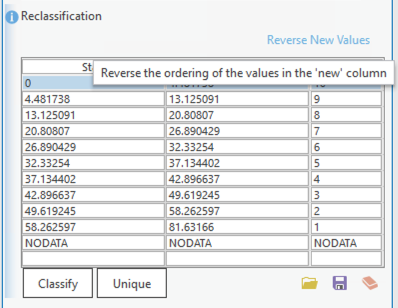 Reclassification
Reverse New Values
St
Reverse the ordering of the values in the 'new' column
0
4.481738 13.125091 9
13.125091 20.80807 8
20.80807 26.890429 7
26.890429 32.33254 6
32.33254 37.134402 5
37.134402 42.896637 4
42.896637 49.619245 3
49.619245 58.262597 2
58.262597 81.63166 1
NODATA NODATA NODATA
Classify Unique